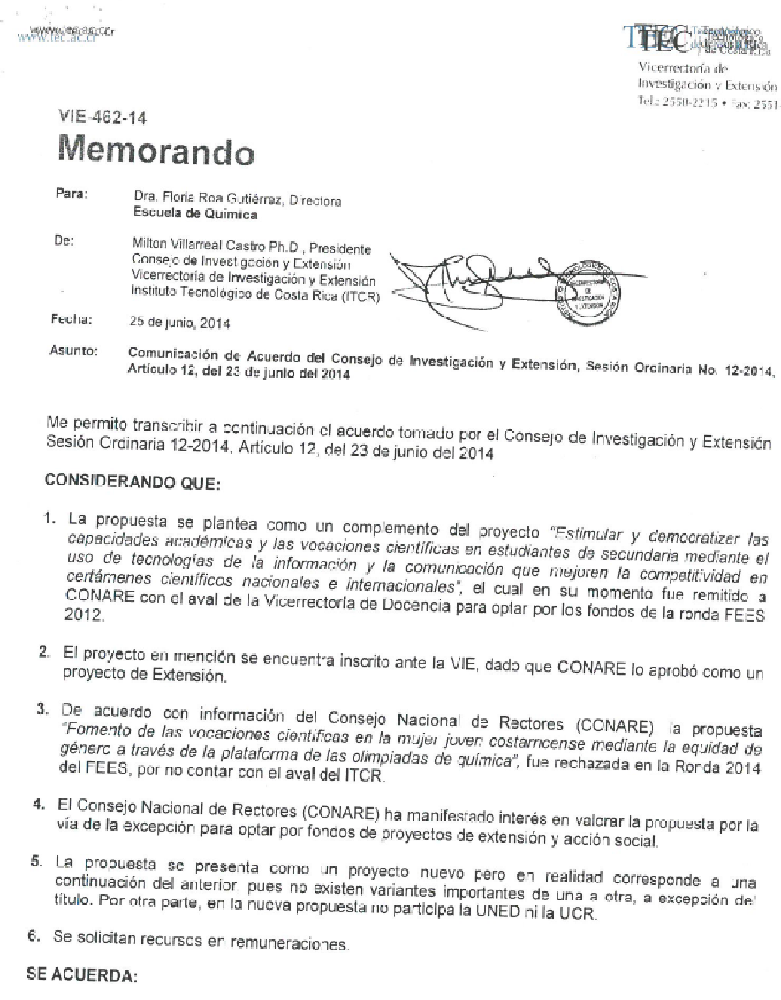 www.tec.ac.cr
TEC Tecnológico
de Costa Rica
Vicerrectoría de
Investigación y Extensión
Tel.: 2550-2215 • Fax: 2551
VIE-462-14
Memorando
Para: Dra. Floria Roa Gutiérrez, Directora
Escuela de Química
De: Milton Villarreal Castro Ph.D., Presidente
Consejo de Investigación y Extensión
Vicerrectoría de Investigación y Extensión
Instituto Tecnológico de Costa Rica (ITCR)
VICERRECTORIA
DE
INVESTIGACION
Y EXTENSION
Fecha: 25 de junio, 2014
Asunto: Comunicación de Acuerdo del Consejo de Investigación y Extensión, Sesión Ordinaria No. 12-2014,
Artículo 12, del 23 de junio del 2014
Me permito transcribir a continuación el acuerdo tomado por el Consejo de Investigación y Extensión
Sesión Ordinaria 12-2014, Artículo 12, del 23 de junio del 2014
CONSIDERANDO QUE:
1. La propuesta se plantea como un complemento del proyecto "Estimular y democratizar las
capacidades académicas y las vocaciones científicas en estudiantes de secundaria mediante el
uso de tecnologías de la información y la comunicación que mejoren la competitividad en
certámenes científicos nacionales e internacionales", el cual en su momento fue remitido a
CONARE con el aval de la Vicerrectoría de Docencia para optar por los fondos de la ronda FEES
2012.
2. El proyecto en mención se encuentra inscrito ante la VIE, dado que CONARE lo aprobó como un
proyecto de Extensión.
3. De acuerdo con información del Consejo Nacional de Rectores (CONARE), la propuesta
"Fomento de las vocaciones científicas en la mujer joven costarricense mediante la equidad de
género a través de la plataforma de las olimpiadas de química", fue rechazada en la Ronda 2014
del FEES, por no contar con el aval del ITCR.
4. El Consejo Nacional de Rectores (CONARE) ha manifestado interés en valorar la propuesta por la
vía de la excepción para optar por fondos de proyectos de extensión y acción social.
5. La propuesta se presenta como un proyecto nuevo pero en realidad corresponde a una
continuación del anterior, pues no existen variantes importantes de una a otra, a excepción del
título. Por otra parte, en la nueva propuesta no participa la UNED ni la UCR.
6. Se solicitan recursos en remuneraciones.
SE ACUERDA: